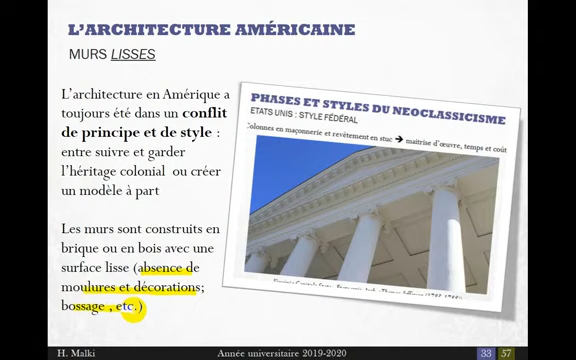 L'ARCHITECTURE AMÉRICAINE
MURS LISSES
L'architecture en Amérique a
toujours été dans un conflit
de principe et de style :
entre suivre et garder
l'héritage colonial ou créer
un modèle à part
Les murs sont construits en
brique ou en bois avec une
surface lisse (absence de
moulures et décorations;
bossage , etc.)
PHASES ET STYLES DU NEOCLASSICISME
ETATS UNIS : STYLE FÉDÉRAL
Colonnes en maçonnerie et revêtement en stuc ➔ maitrise d'œuvre, temps et coût
H. Malki
Année universitaire 2019-2020
33
57